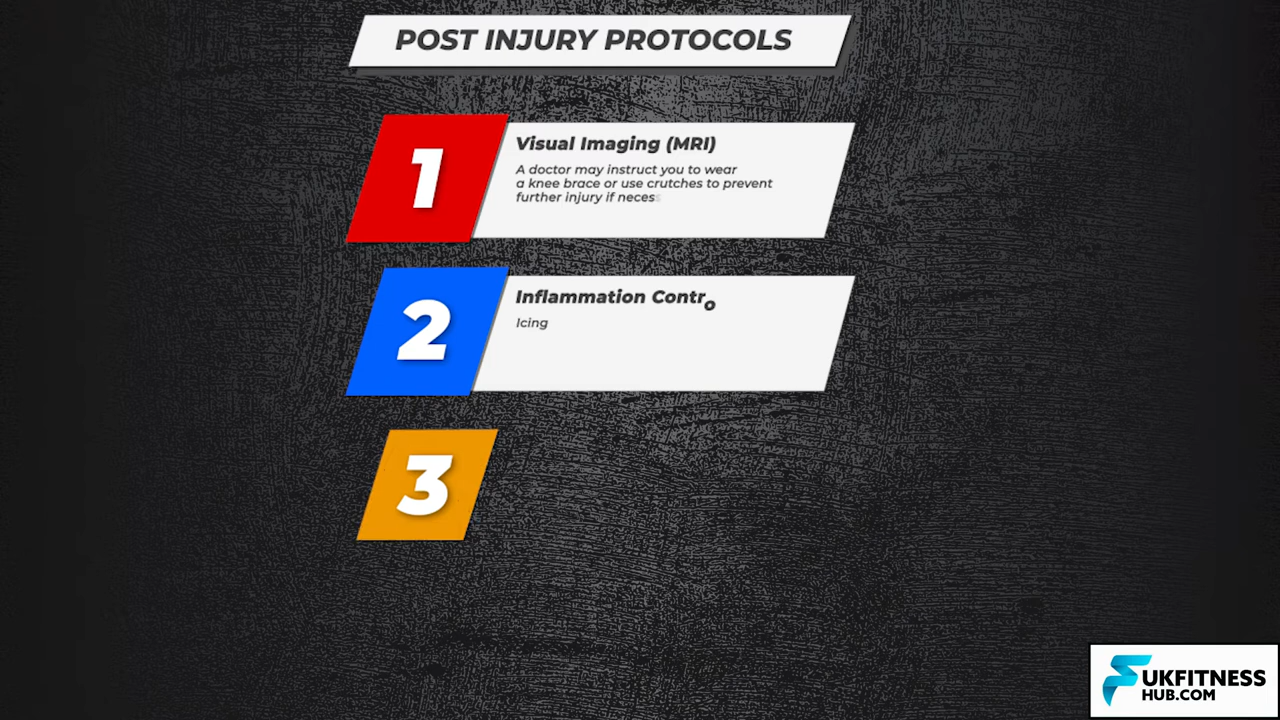 POST INJURY PROTOCOLS
1
Visual Imaging (MRI)
A doctor may instruct you to wear
a knee brace or use crutches to prevent
further injury if neces
2
Inflammation Contro
Icing
3
UKFITNESS
HUB.COM